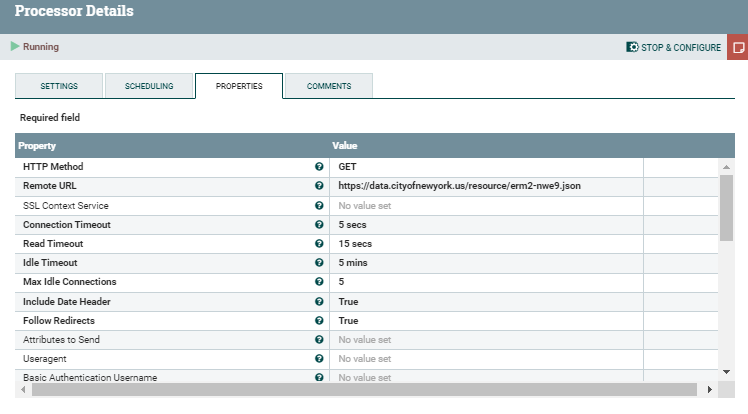 Processor Details
Running
STOP & CONFIGURE
SETTINGS
SCHEDULING
PROPERTIES
COMMENTS
Required field
Property Value
HTTP Method GET
Remote URL https://data.cityofnewyork.us/resource/erm2-nwe9.json
SSL Context Service No value set
Connection Timeout 5 secs
Read Timeout 15 secs
Idle Timeout 5 mins
Max Idle Connections 5
Include Date Header True
Follow Redirects True
Attributes to Send No value set
Useragent No value set
Basic Authentication Username No value set